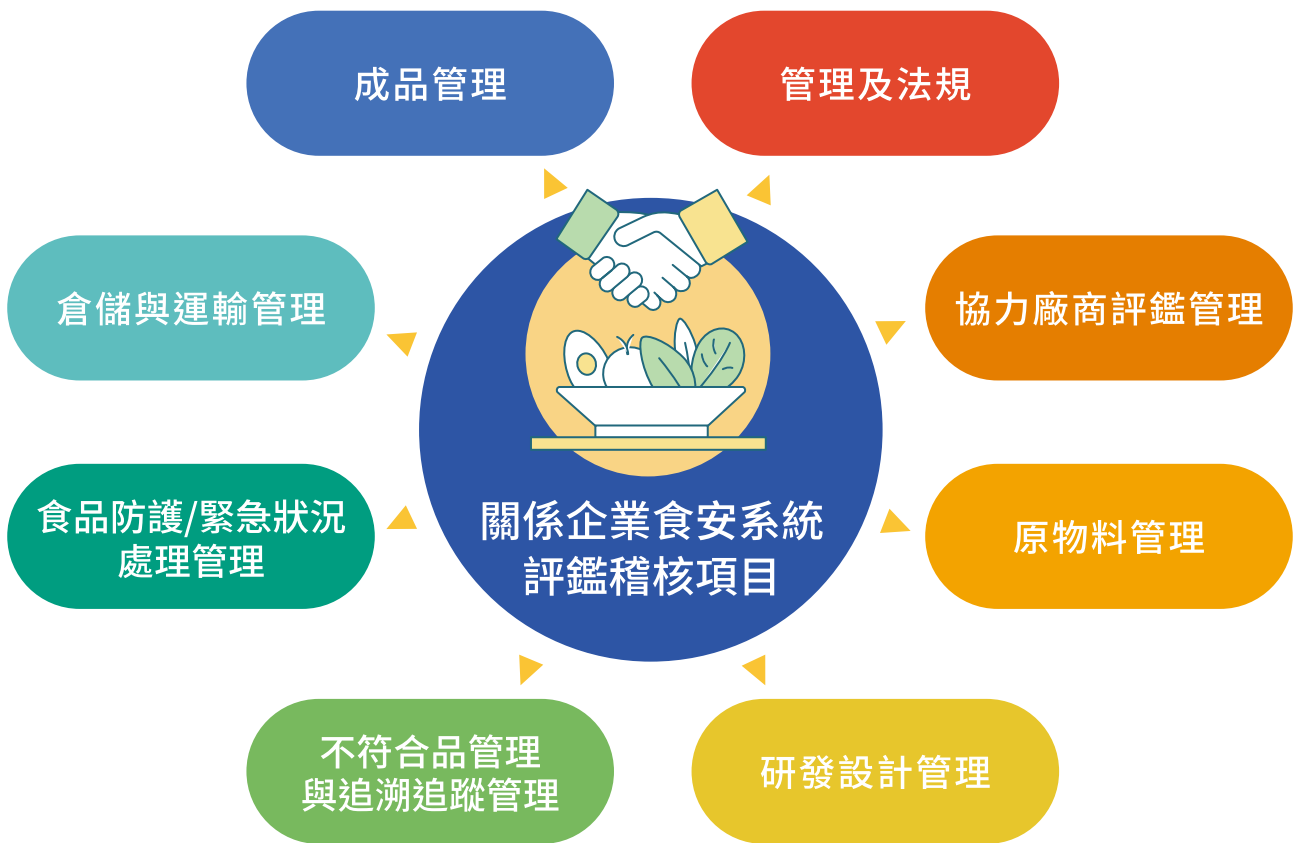 成品管理
管理及法規
倉儲與運輸管理
協力廠商評鑑管理
食品防護/緊急狀況
處理管理
關係企業食安系統
評鑑稽核項目
原物料管理
不符合品管理
與追溯追蹤管理
研發設計管理